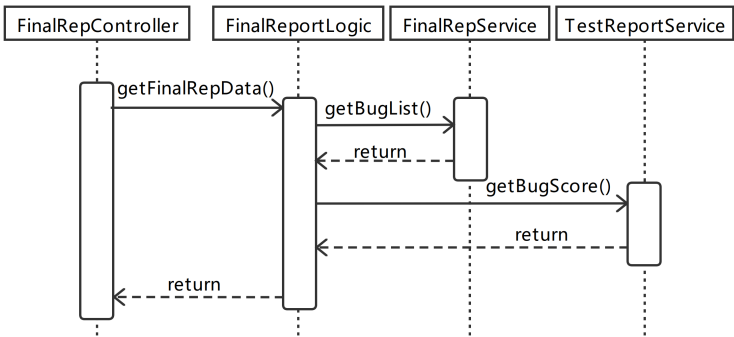 FinalRepController
FinalReportLogic
FinalRepService
TestReportService
getFinalRepData()
getBugList()
return
getBugScore()
return
return